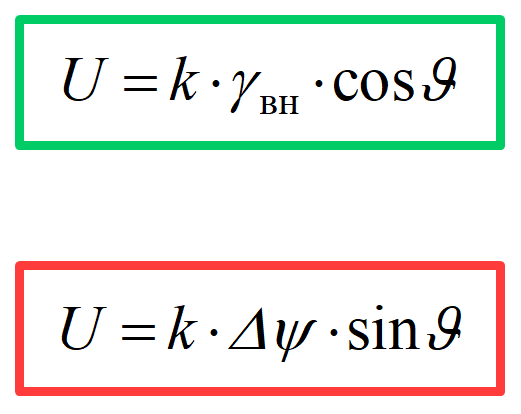 U = k · γ_вн · cos ϑ
U = k · Δψ · sin ϑ